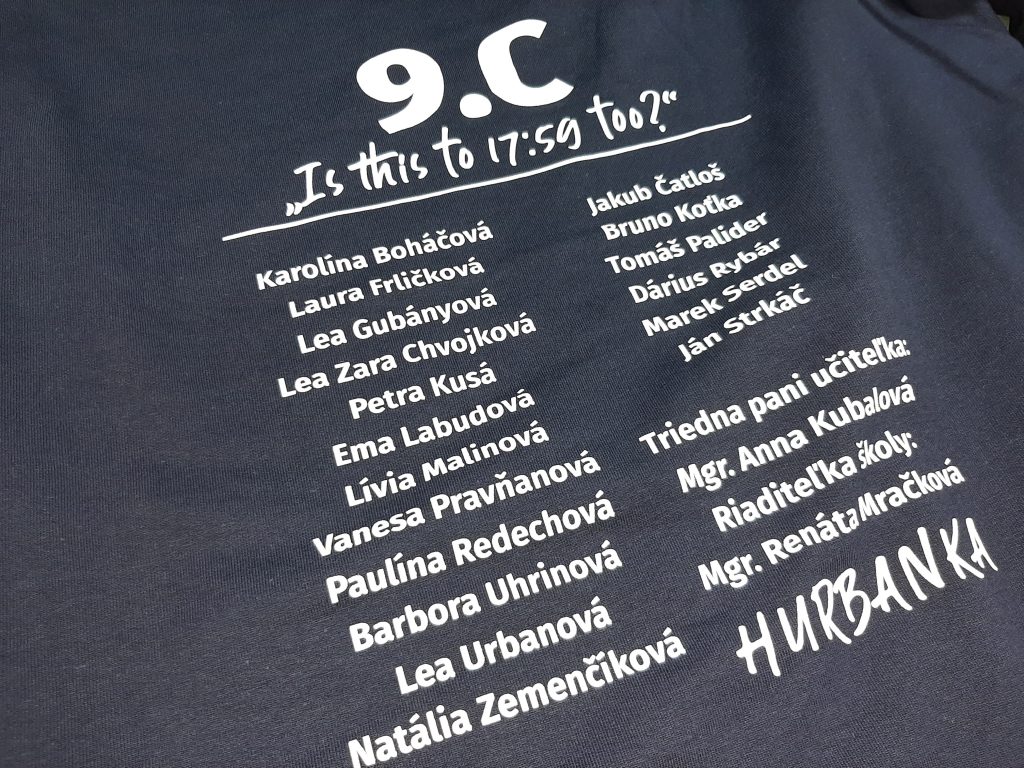 9.C
„Is this to 17:59 too?“
Karolína Boháčová
Laura Frličková
Lea Gubányová
Lea Zara Chvojková
Petra Kusá
Ema Labudová
Lívia Malinová
Vanesa Pravňanová
Paulína Redechová
Barbora Uhrinová
Lea Urbanová
Natália Zemenčíková
Jakub Čatloš
Bruno Koťka
Tomáš Palider
Dárius Rybár
Marek Serdel
Ján Strkáč
Triedna pani učiteľka:
Mgr. Anna Kubalová
Riaditeľka školy:
Mgr. Renáta Mračková
HURBANKA